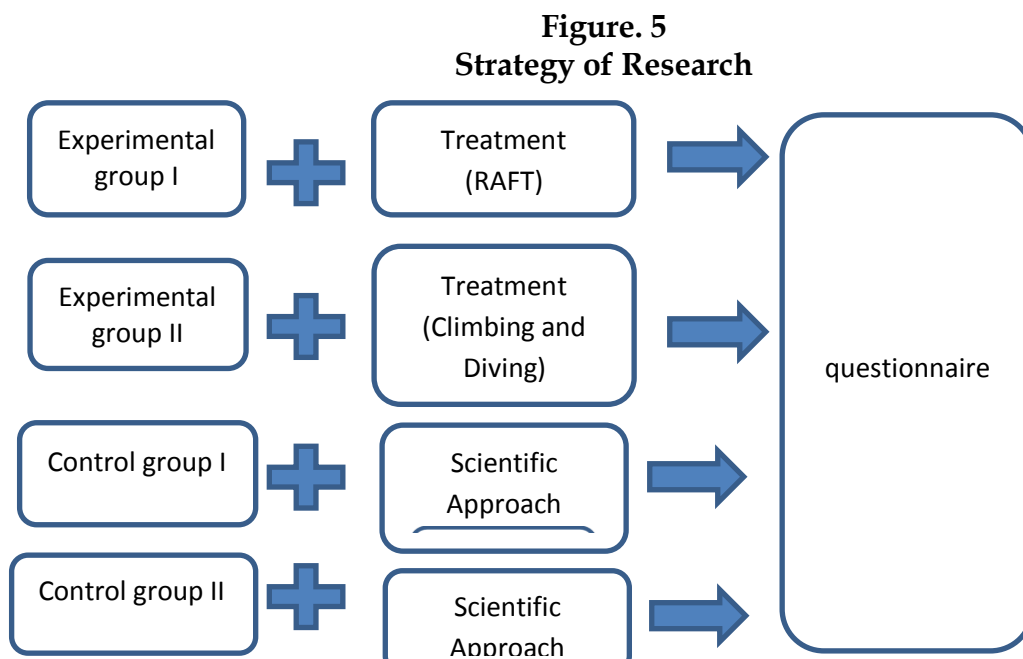 Figure. 5
Strategy of Research
Experimental
group I
Treatment
(RAFT)
Experimental
group II
Treatment
(Climbing and
Diving)
questionnaire
Control group I
Scientific
Approach
Control group II
Scientific
Approach